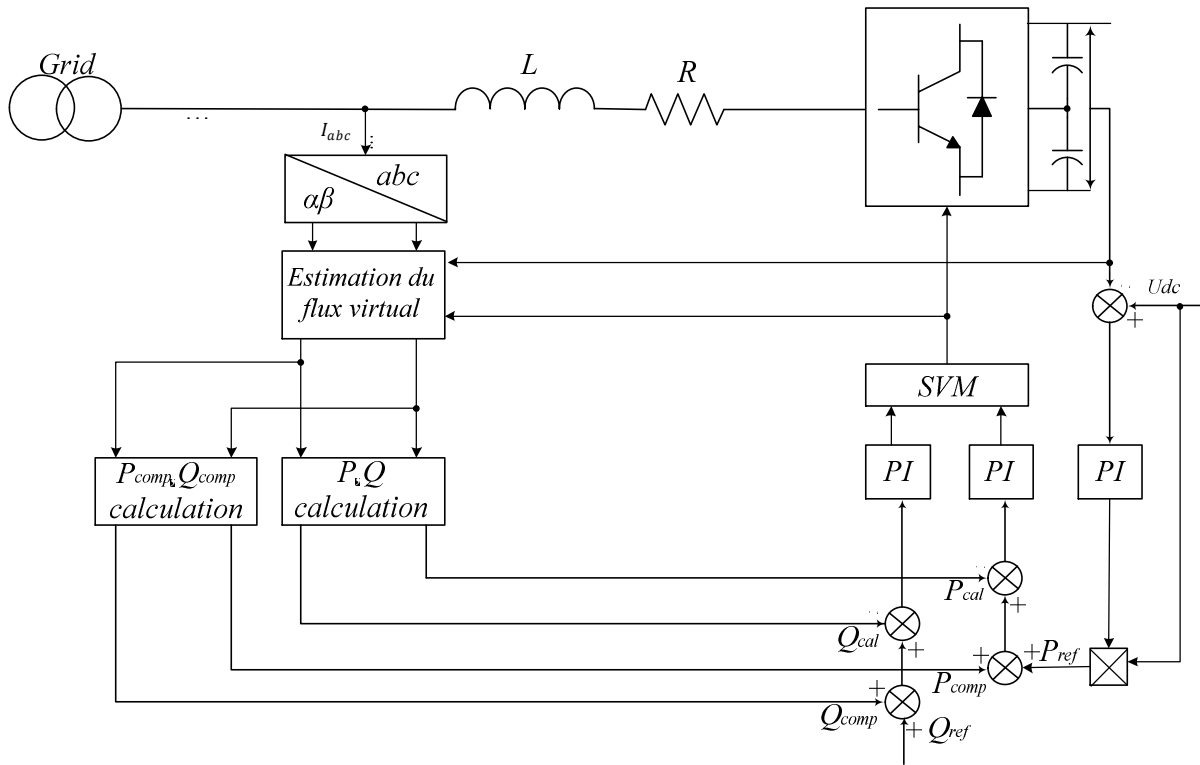 Grid
L
R
...
I_abc
abc
αβ
Estimation du
flux virtual
Udc
+
SVM
PI
PI
PI
Pcomp,Qcomp
calculation
P,Q
calculation
Pcal
+
Qcal
+
+
+
Pref
Pcomp
+
Qcomp
+
Qref